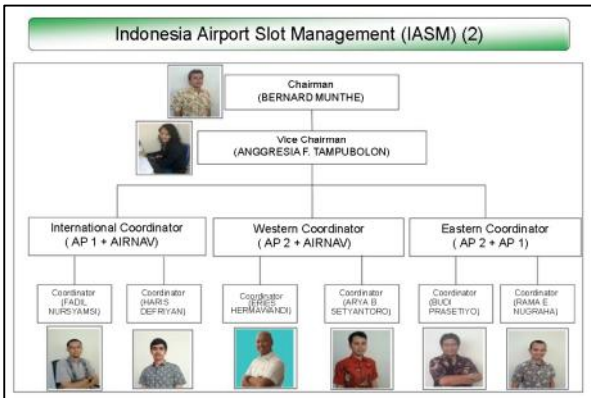 Indonesia Airport Slot Management (IASM) (2)
Chairman
(BERNARD MUNTHE)
Vice Chairman
(ANGGRESIA F. TAMPUBOLON)
International Coordinator
( AP 1 + AIRNAV)
Western Coordinator
( AP 2 + AIRNAV)
Eastern Coordinator
( AP 2 + AP 1)
Coordinator
(FADIL
NURSYAMSI)
Coordinator
(HARIS
DEFRIYAN)
Coordinator
(ERIES
HERMAWANDI)
Coordinator
(ARYA B
SETYANTORO)
Coordinator
(BUDI
PRASETIYO)
Coordinator
(RAMA E
NUGRAHA)